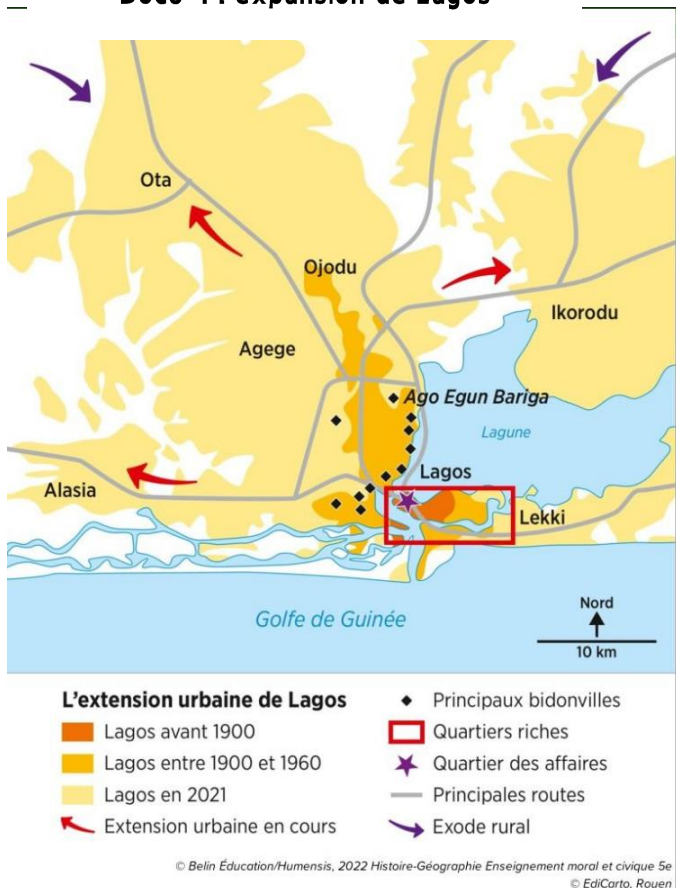 Ota
Ojodu
Ikorodu
Agege
Ago Egun Bariga
Lagune
Lagos
Alasia
Lekki
Golfe de Guinée
Nord
10 km
L'extension urbaine de Lagos
Lagos avant 1900
Lagos entre 1900 et 1960
Lagos en 2021
Extension urbaine en cours
Principaux bidonvilles
Quartiers riches
Quartier des affaires
Principales routes
Exode rural
© Belin Éducation/Humensis, 2022 Histoire-Géographie Enseignement moral et civique 5e
© EdiCarto, Rouen